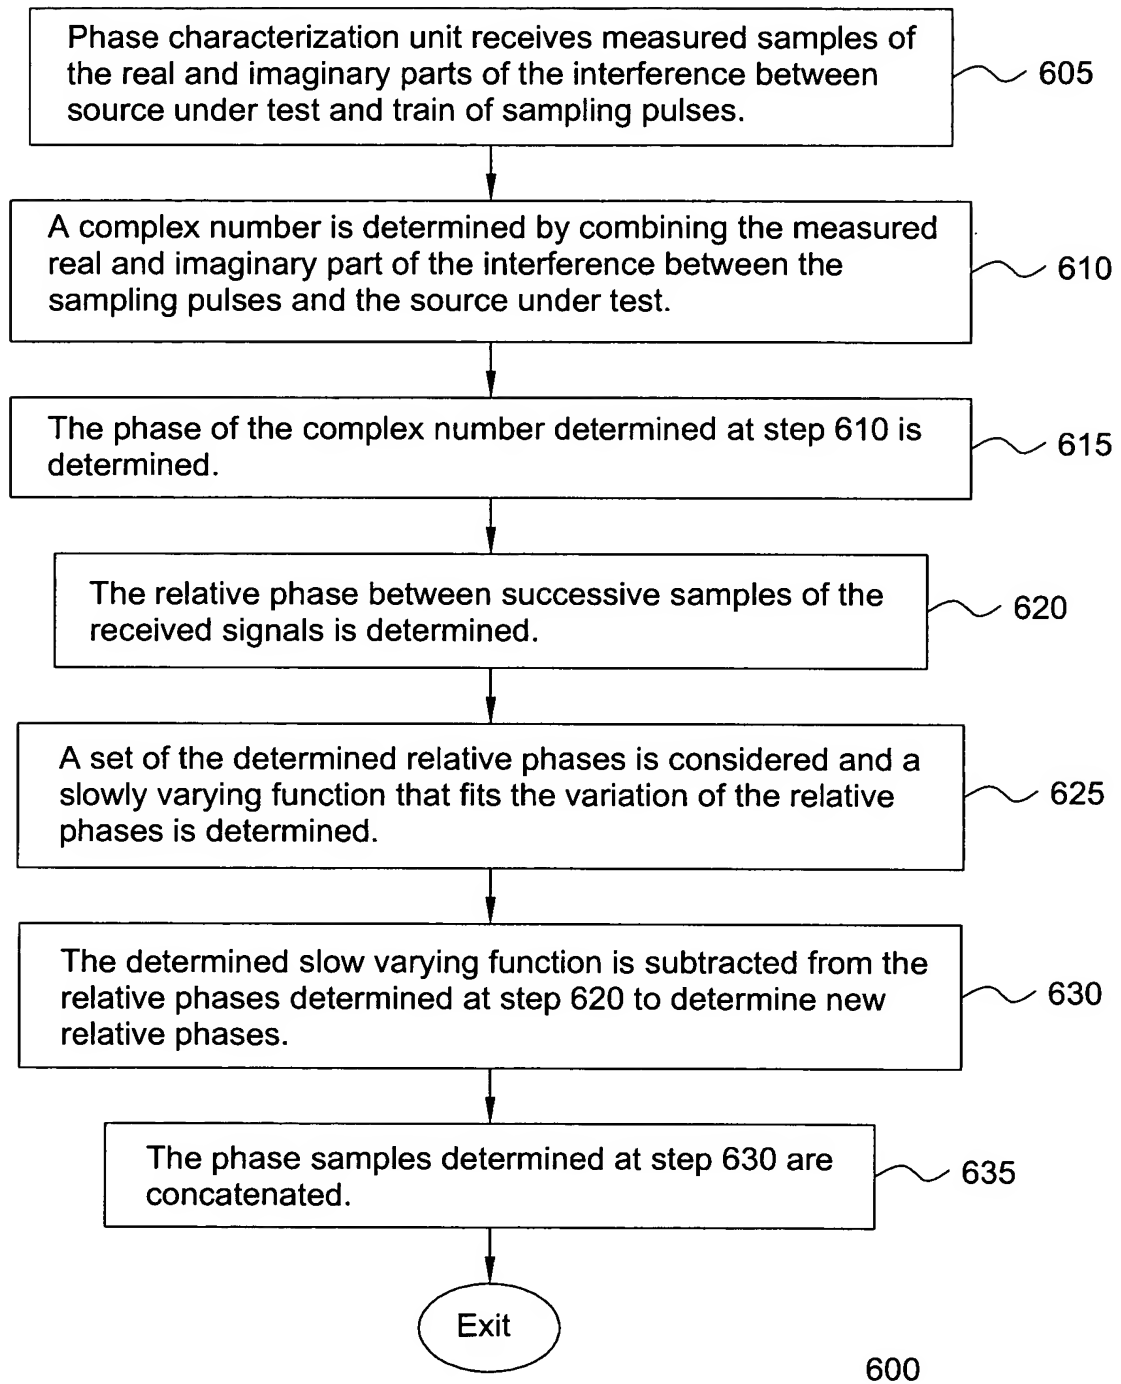 Phase characterization unit receives measured samples of
the real and imaginary parts of the interference between
source under test and train of sampling pulses.
605
A complex number is determined by combining the measured
real and imaginary part of the interference between the
sampling pulses and the source under test.
610
The phase of the complex number determined at step 610 is
determined.
615
The relative phase between successive samples of the
received signals is determined.
620
A set of the determined relative phases is considered and a
slowly varying function that fits the variation of the relative
phases is determined.
625
The determined slow varying function is subtracted from the
relative phases determined at step 620 to determine new
relative phases.
630
The phase samples determined at step 630 are
concatenated.
635
Exit
600